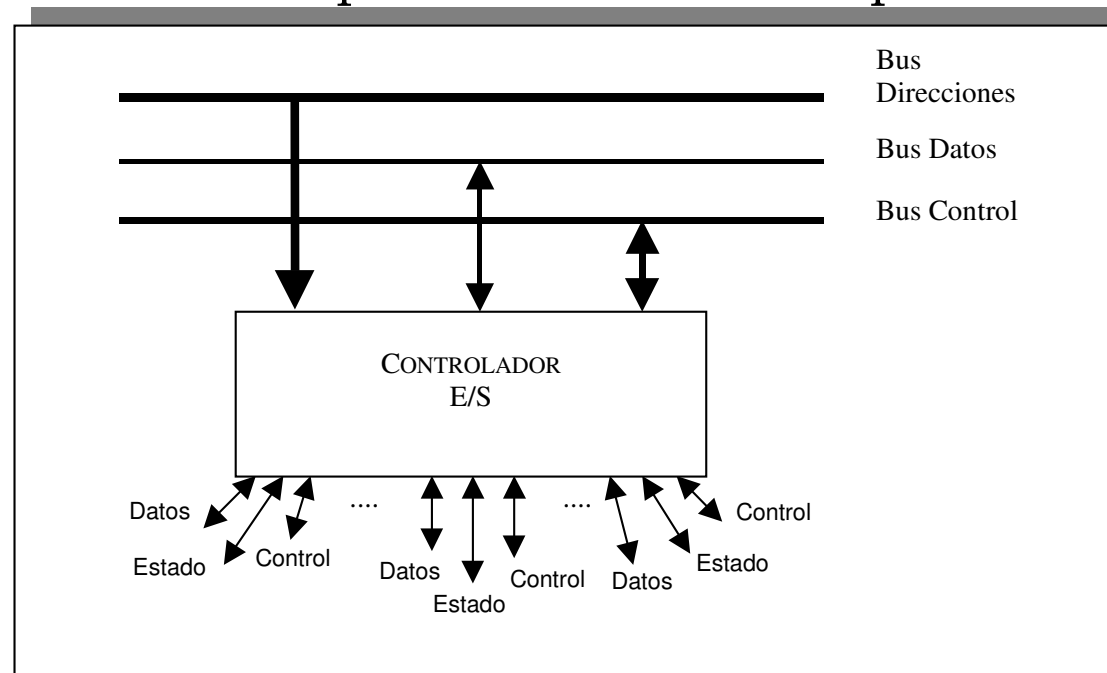 Bus
Direcciones
Bus Datos
Bus Control
CONTROLADOR
E/S
Datos
Estado
Control
....
Datos
Estado
Control
....
Datos
Estado
Control